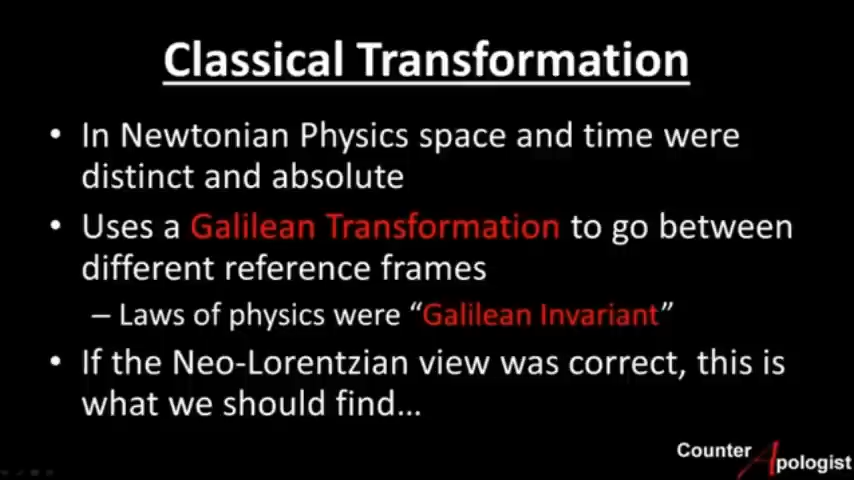 Classical Transformation
• In Newtonian Physics space and time were
distinct and absolute
• Uses a Galilean Transformation to go between
different reference frames
– Laws of physics were “Galilean Invariant”
• If the Neo-Lorentzian view was correct, this is
what we should find…
Counter
Apologist